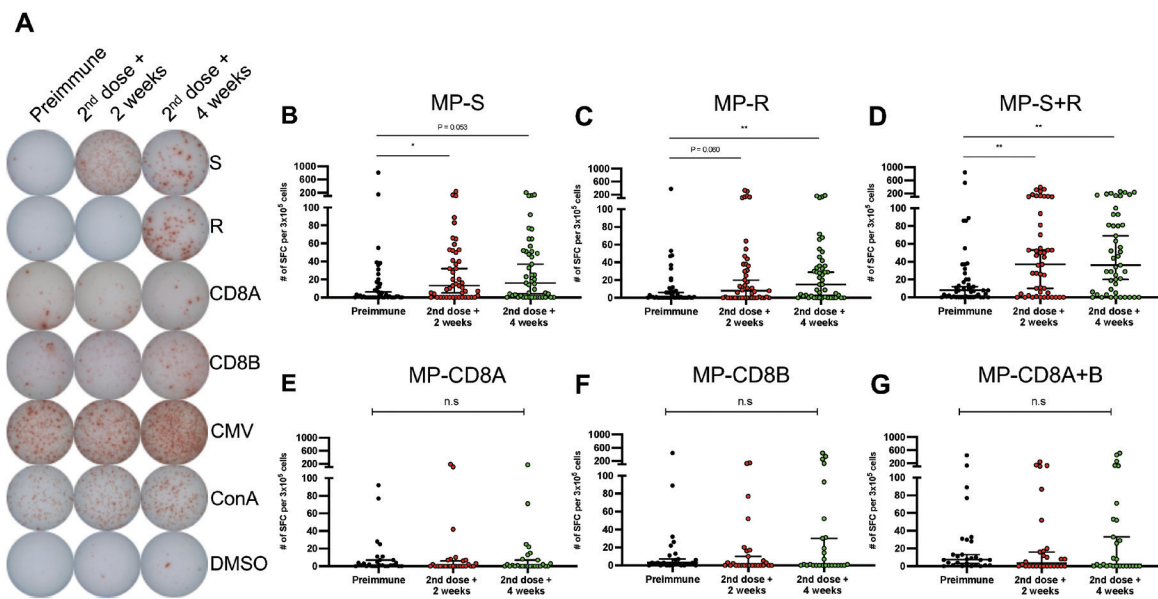 A
Preimmune
2nd dose +
2 weeks
2nd dose +
4 weeks
S
R
CD8A
CD8B
CMV
ConA
DMSO
B
MP-S
P = 0.053
*
# of SFC per 3x10⁵ cells
1000
600
200
100
80
60
40
20
0
Preimmune
2nd dose +
2 weeks
2nd dose +
4 weeks
C
MP-R
**
P = 0.060
# of SFC per 3x10⁵ cells
1000
600
200
100
80
60
40
20
0
Preimmune
2nd dose +
2 weeks
2nd dose +
4 weeks
D
MP-S+R
**
**
# of SFC per 3x10⁵ cells
1000
600
200
100
80
60
40
20
0
Preimmune
2nd dose +
2 weeks
2nd dose +
4 weeks
E
MP-CD8A
n.s
# of SFC per 3x10⁵ cells
1000
600
200
100
80
60
40
20
0
Preimmune
2nd dose +
2 weeks
2nd dose +
4 weeks
F
MP-CD8B
n.s
# of SFC per 3x10⁵ cells
1000
600
200
100
80
60
40
20
0
Preimmune
2nd dose +
2 weeks
2nd dose +
4 weeks
G
MP-CD8A+B
n.s
# of SFC per 3x10⁵ cells
1000
600
200
100
80
60
40
20
0
Preimmune
2nd dose +
2 weeks
2nd dose +
4 weeks